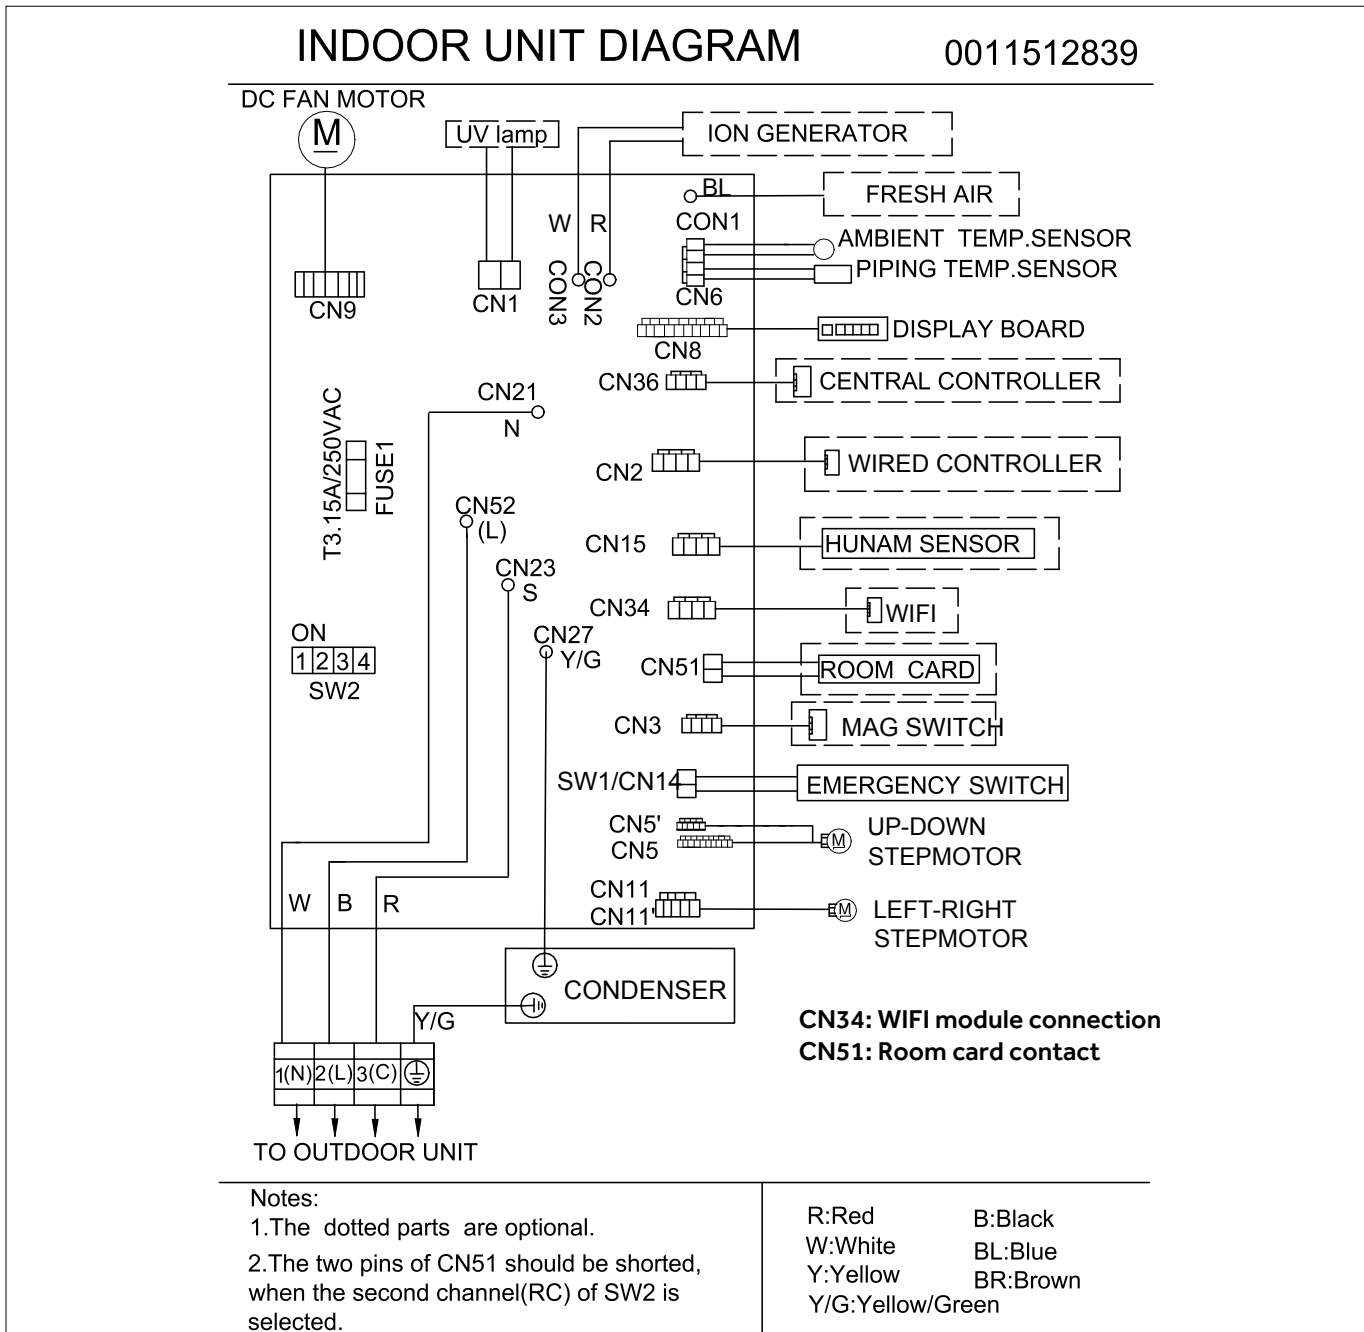 INDOOR UNIT DIAGRAM 0011512839
DC FAN MOTOR
M
UV lamp
ION GENERATOR
BL
FRESH AIR
W R
CON1
AMBIENT TEMP.SENSOR
PIPING TEMP.SENSOR
CN9
CN1
CON3
CON2
CN6
DISPLAY BOARD
CN8
CN36
CENTRAL CONTROLLER
CN21
N
T3.15A/250VAC
FUSE1
CN2
WIRED CONTROLLER
CN52
(L)
CN15
HUNAM SENSOR
CN23
S
CN34
WIFI
ON
1 2 3 4
SW2
CN27
Y/G
CN51
ROOM CARD
CN3
MAG SWITCH
SW1/CN14
EMERGENCY SWITCH
CN5'
CN5
M
UP-DOWN
STEPMOTOR
W B R
CN11
CN11'
M
LEFT-RIGHT
STEPMOTOR
CONDENSER
Y/G
CN34: WIFI module connection
CN51: Room card contact
1(N) 2(L) 3(C)
TO OUTDOOR UNIT
Notes:
1.The dotted parts are optional.
2.The two pins of CN51 should be shorted,
when the second channel(RC) of SW2 is
selected.
R:Red B:Black
W:White BL:Blue
Y:Yellow BR:Brown
Y/G:Yellow/Green